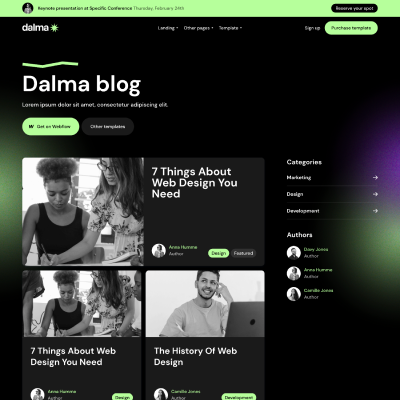 Keynote presentation at Specific Conference Thursday, February 24th
Reserve your spot
dalma
Landing
Other pages
Template
Sign up
Purchase template
Dalma blog
Lorem ipsum dolor sit amet, consectetur adipiscing elit.
Get on Webflow
Other templates
7 Things About
Web Design You
Need
Anna Humme
Author
Design
Featured
7 Things About Web
Design You Need
Anna Humme
Author
Design
The History Of Web
Design
Camille Jones
Author
Development
Categories
Marketing
Design
Development
Authors
Davy Jones
Author
Anna Humme
Author
Camille Jones
Author